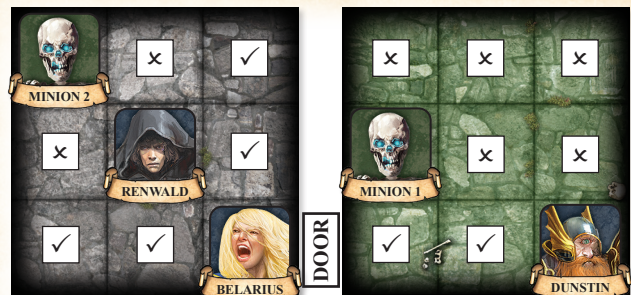 MINION 2
RENWALD
BELARIUS
DOOR
MINION 1
DUNSTIN